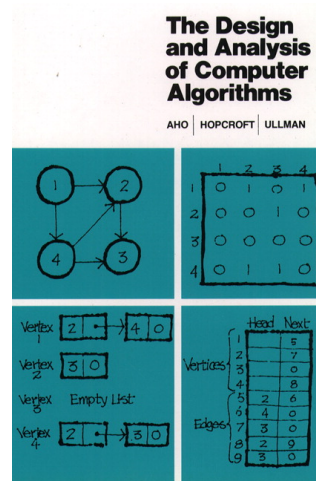 The Design
and Analysis
of Computer
Algorithms
AHO | HOPCROFT | ULLMAN
1 2
4 3
1 2 3 4
1 0 1 0 1
2 0 0 1 0
3 0 0 0 0
4 0 1 1 0
Vertex 1 2 4 0
Vertex 2 3 0
Vertex 3 Empty List
Vertex 4 2 3 0
Head Next
Vertices
1 5
2 7
3 0
4 8
Edges
5 2 6
6 4 0
7 3 0
8 2 9
9 3 0